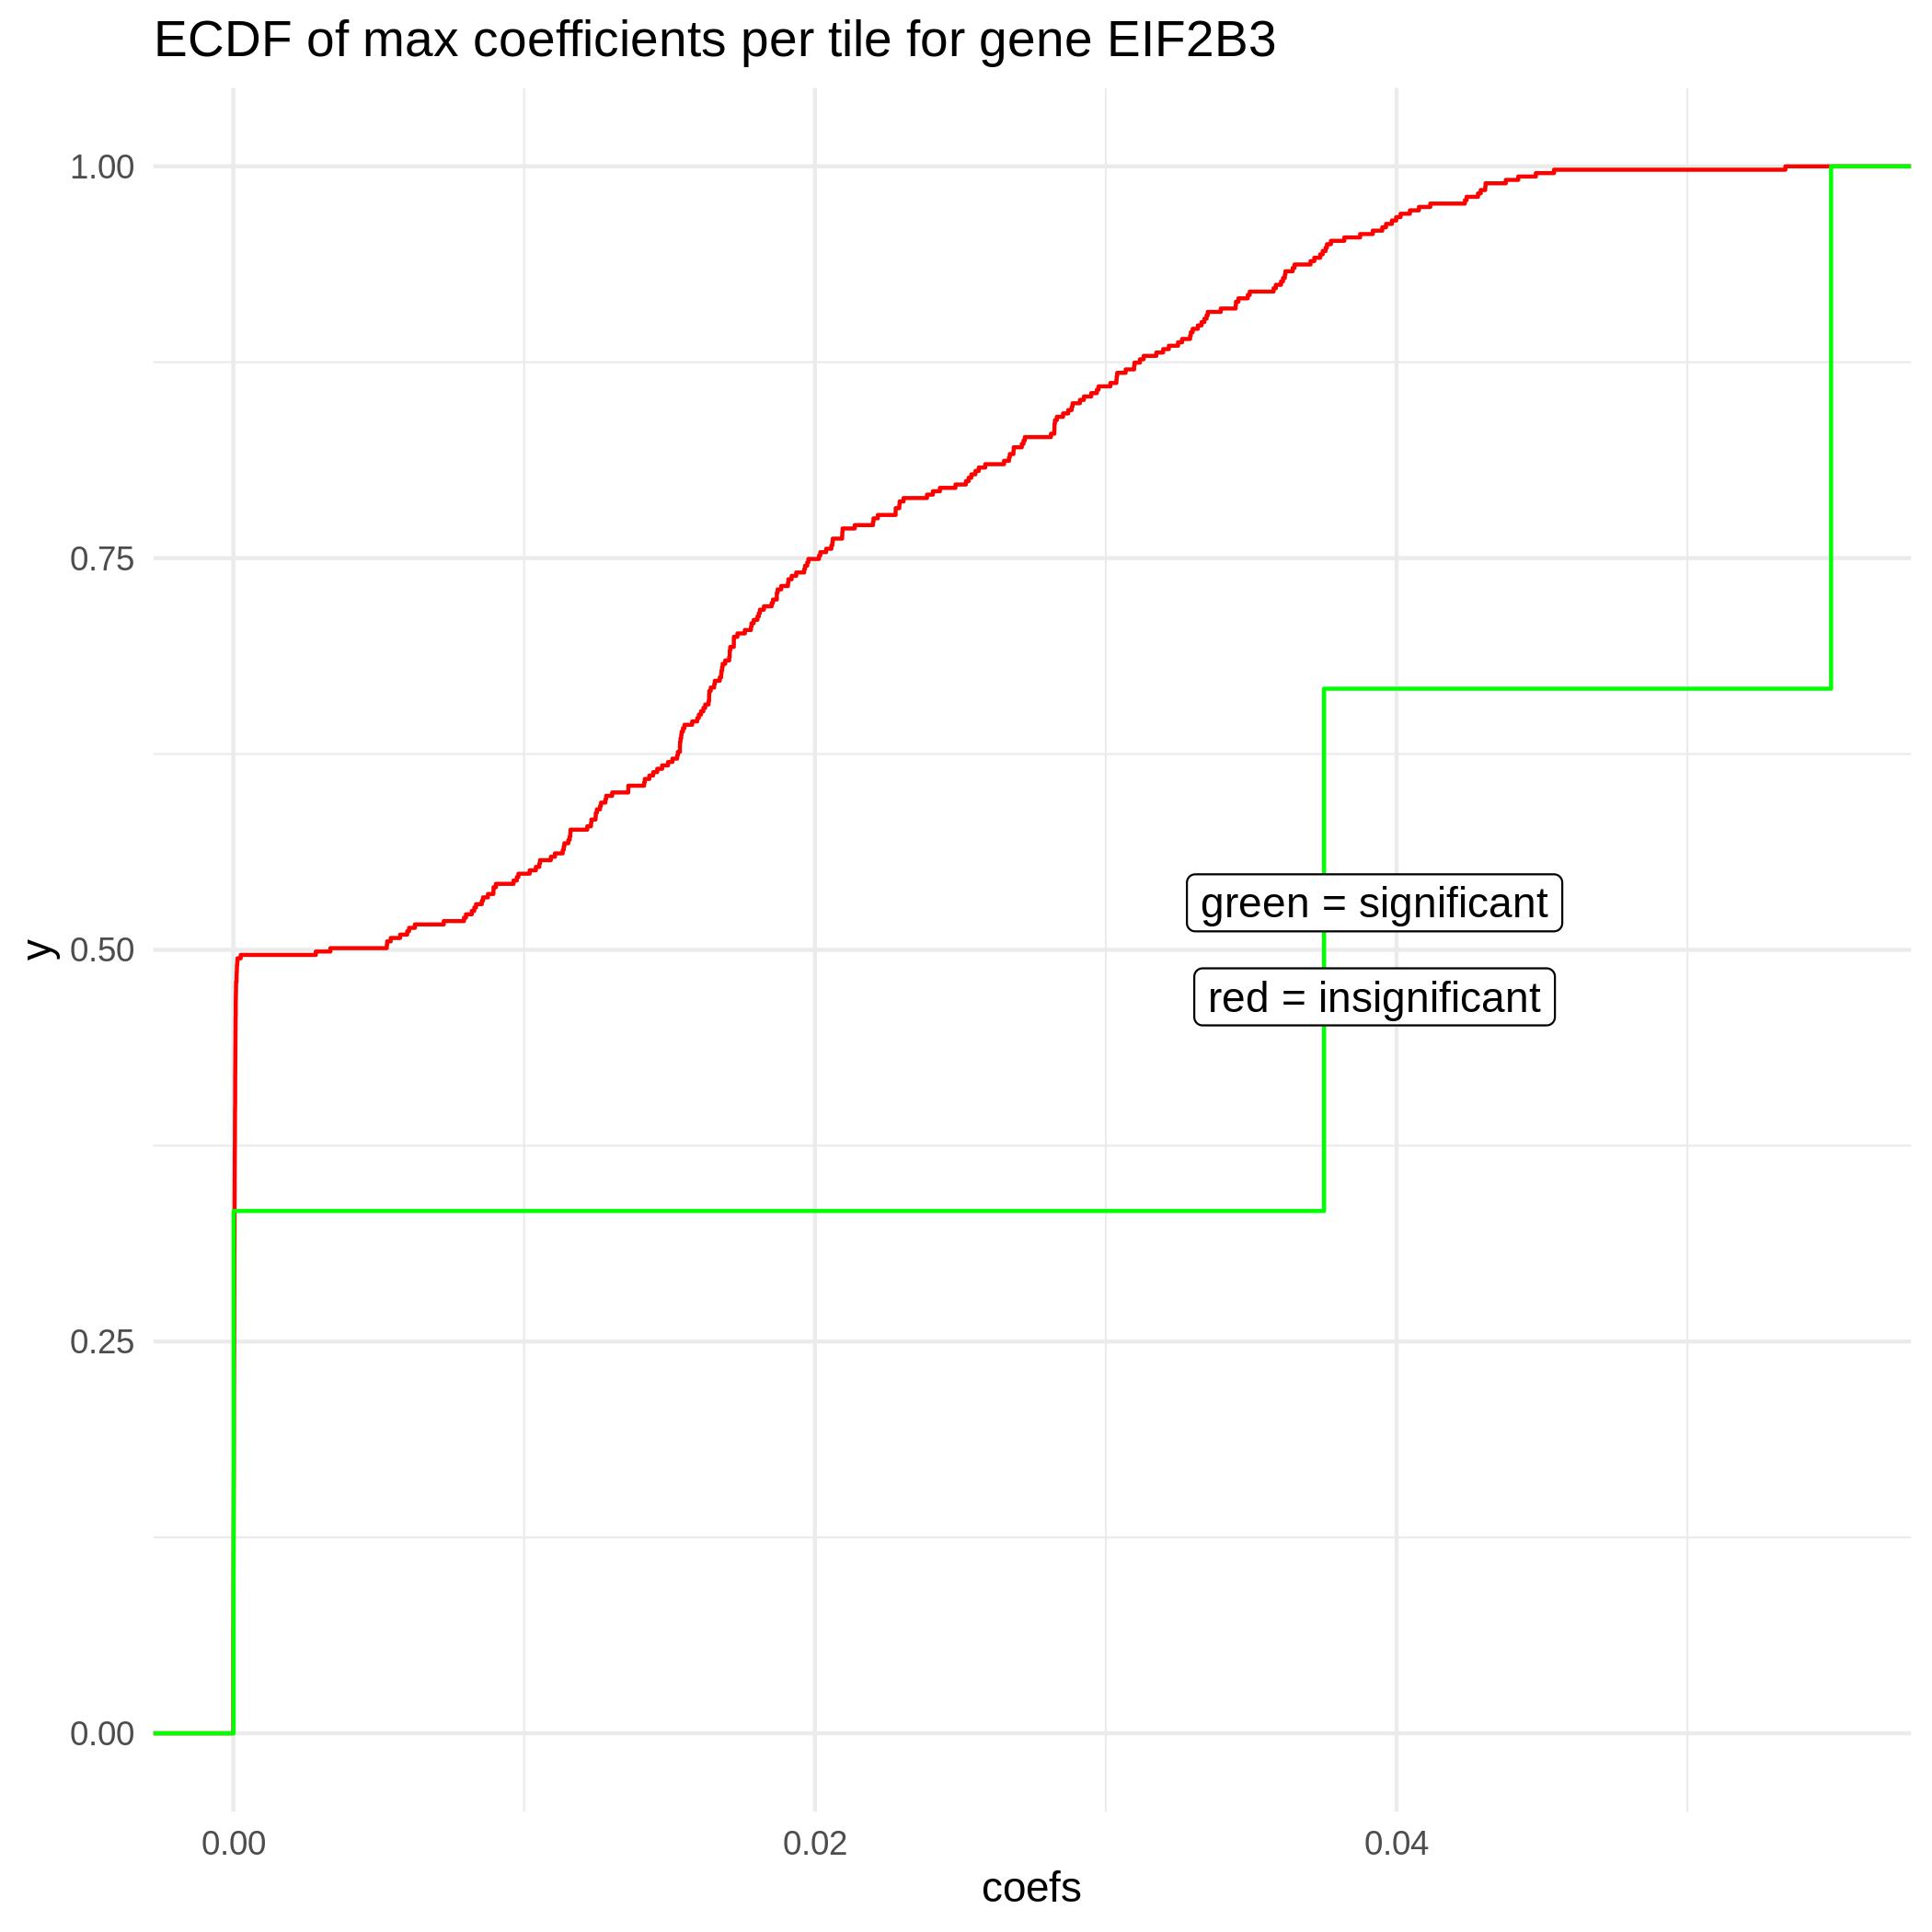 ECDF of max coefficients per tile for gene EIF2B3
1.00
0.75
0.50
0.25
0.00
y
green = significant
red = insignificant
0.00
0.02
0.04
coefs